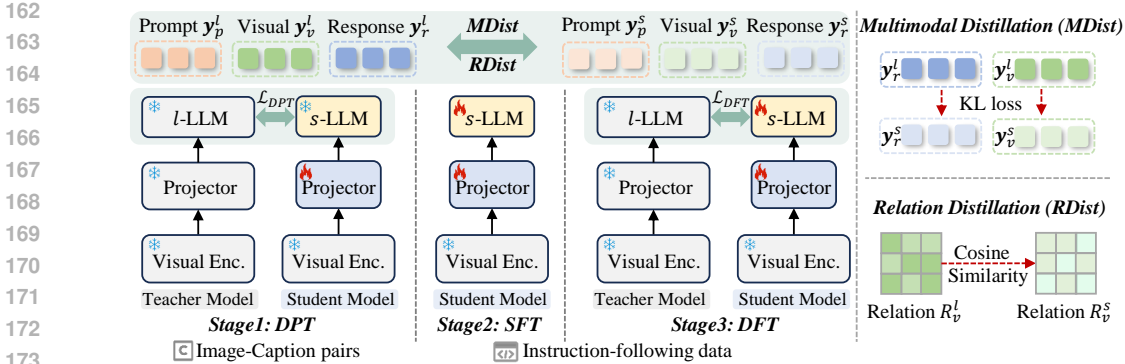 162
163
164
165
166
167
168
169
170
171
172
173
Prompt y_p^l Visual y_v^l Response y_r^l
MDist
RDist
Prompt y_p^s Visual y_v^s Response y_r^s
l-LLM ℒ_DPT s-LLM
Projector Projector
Visual Enc. Visual Enc.
Teacher Model Student Model
Stage1: DPT
s-LLM
Projector
Visual Enc.
Student Model
Stage2: SFT
l-LLM ℒ_DFT s-LLM
Projector Projector
Visual Enc. Visual Enc.
Teacher Model Student Model
Stage3: DFT
C Image-Caption pairs
</> Instruction-following data
Multimodal Distillation (MDist)
y_r^l y_v^l
KL loss
y_r^s y_v^s
Relation Distillation (RDist)
Cosine
Similarity
Relation R_v^l Relation R_v^s